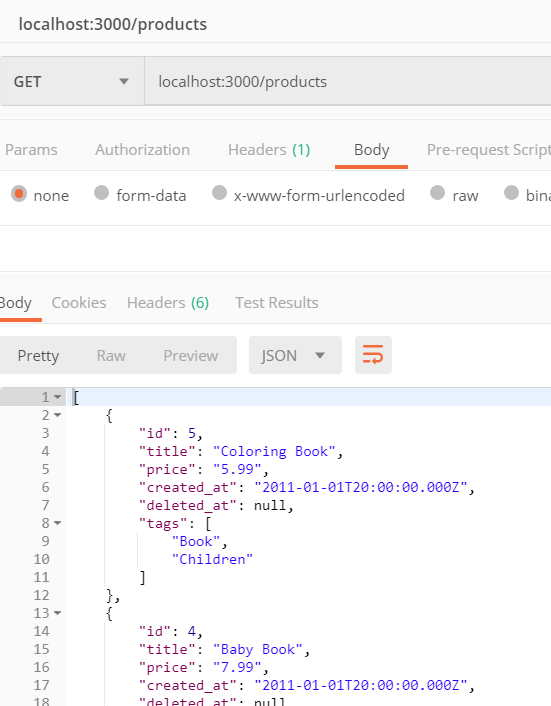 localhost:3000/products
GET localhost:3000/products
Params Authorization Headers (1) Body Pre-request Script
none form-data x-www-form-urlencoded raw bina
Body Cookies Headers (6) Test Results
Pretty Raw Preview JSON
1 [
2 {
3 "id": 5,
4 "title": "Coloring Book",
5 "price": "5.99",
6 "created_at": "2011-01-01T20:00:00.000Z",
7 "deleted_at": null,
8 "tags": [
9 "Book",
10 "Children"
11 ]
12 },
13 {
14 "id": 4,
15 "title": "Baby Book",
16 "price": "7.99",
17 "created_at": "2011-01-01T20:00:00.000Z",
18 "deleted_at": null